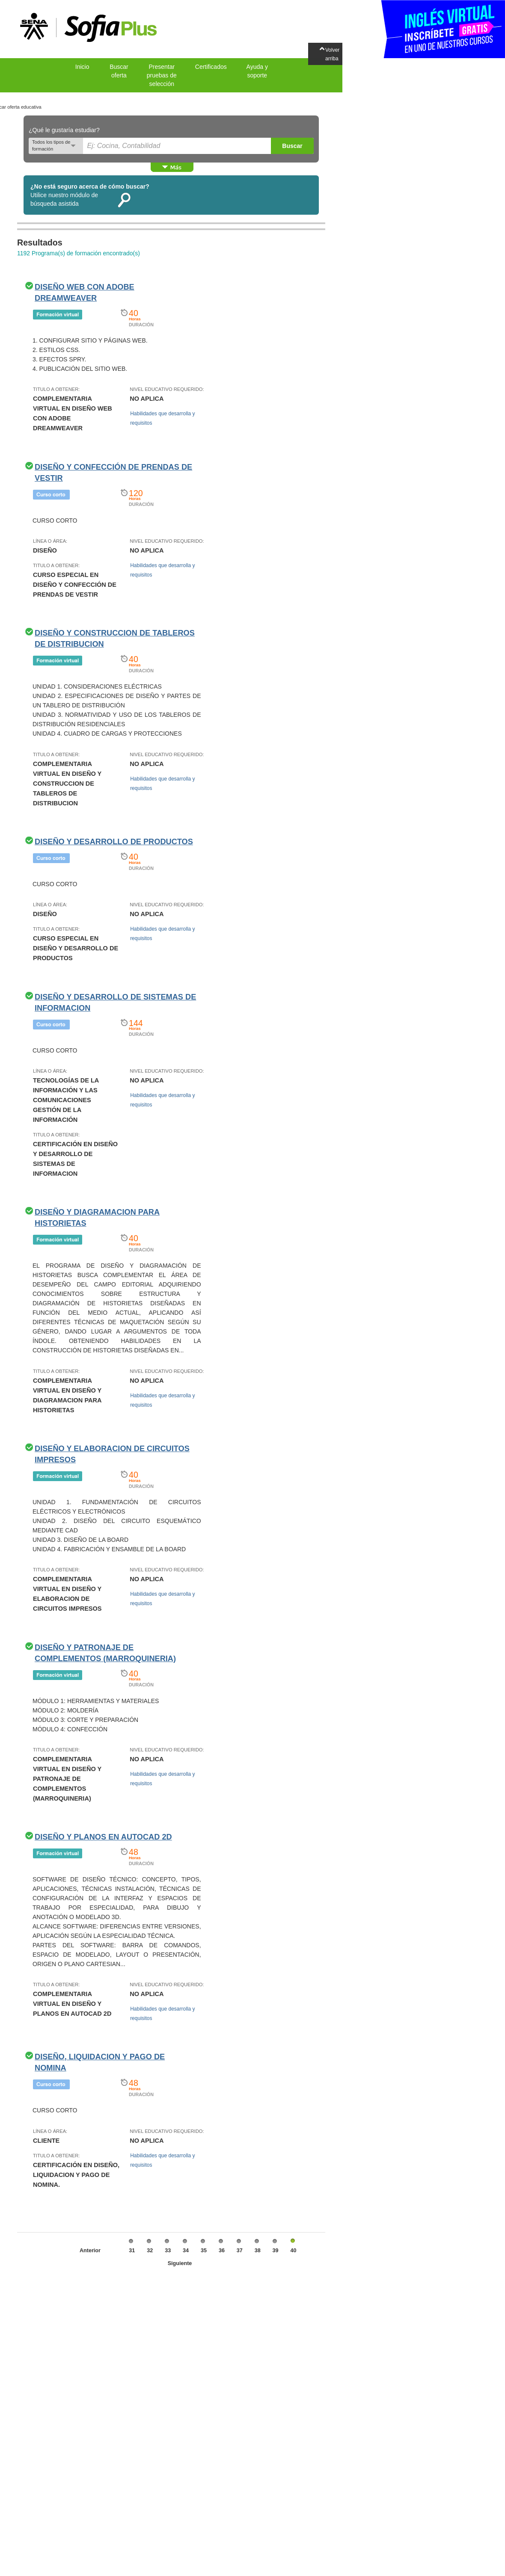 SENA
Sofia Plus
INGLÉS VIRTUAL
INSCRÍBETE GRATIS
EN UNO DE NUESTROS CURSOS
Volver
arriba
Inicio
Buscar
oferta
Presentar
pruebas de
selección
Certificados
Ayuda y
soporte
car oferta educativa
¿Qué le gustaría estudiar?
Todos los tipos de
formación
Ej: Cocina, Contabilidad
Buscar
Más
¿No está seguro acerca de cómo buscar?
Utilice nuestro módulo de
búsqueda asistida
Resultados
1192 Programa(s) de formación encontrado(s)
DISEÑO WEB CON ADOBE
DREAMWEAVER
Formación virtual
40
Horas
DURACIÓN
1. CONFIGURAR SITIO Y PÁGINAS WEB.
2. ESTILOS CSS.
3. EFECTOS SPRY.
4. PUBLICACIÓN DEL SITIO WEB.
TITULO A OBTENER:
COMPLEMENTARIA
VIRTUAL EN DISEÑO WEB
CON ADOBE
DREAMWEAVER
NIVEL EDUCATIVO REQUERIDO:
NO APLICA
Habilidades que desarrolla y
requisitos
DISEÑO Y CONFECCIÓN DE PRENDAS DE
VESTIR
Curso corto
120
Horas
DURACIÓN
CURSO CORTO
LÍNEA O ÁREA:
DISEÑO
TITULO A OBTENER:
CURSO ESPECIAL EN
DISEÑO Y CONFECCIÓN DE
PRENDAS DE VESTIR
NIVEL EDUCATIVO REQUERIDO:
NO APLICA
Habilidades que desarrolla y
requisitos
DISEÑO Y CONSTRUCCION DE TABLEROS
DE DISTRIBUCION
Formación virtual
40
Horas
DURACIÓN
UNIDAD 1. CONSIDERACIONES ELÉCTRICAS
UNIDAD 2. ESPECIFICACIONES DE DISEÑO Y PARTES DE
UN TABLERO DE DISTRIBUCIÓN
UNIDAD 3. NORMATIVIDAD Y USO DE LOS TABLEROS DE
DISTRIBUCIÓN RESIDENCIALES
UNIDAD 4. CUADRO DE CARGAS Y PROTECCIONES
TITULO A OBTENER:
COMPLEMENTARIA
VIRTUAL EN DISEÑO Y
CONSTRUCCION DE
TABLEROS DE
DISTRIBUCION
NIVEL EDUCATIVO REQUERIDO:
NO APLICA
Habilidades que desarrolla y
requisitos
DISEÑO Y DESARROLLO DE PRODUCTOS
Curso corto
40
Horas
DURACIÓN
CURSO CORTO
LÍNEA O ÁREA:
DISEÑO
TITULO A OBTENER:
CURSO ESPECIAL EN
DISEÑO Y DESARROLLO DE
PRODUCTOS
NIVEL EDUCATIVO REQUERIDO:
NO APLICA
Habilidades que desarrolla y
requisitos
DISEÑO Y DESARROLLO DE SISTEMAS DE
INFORMACION
Curso corto
144
Horas
DURACIÓN
CURSO CORTO
LÍNEA O ÁREA:
TECNOLOGÍAS DE LA
INFORMACIÓN Y LAS
COMUNICACIONES
GESTIÓN DE LA
INFORMACIÓN
TITULO A OBTENER:
CERTIFICACIÓN EN DISEÑO
Y DESARROLLO DE
SISTEMAS DE
INFORMACION
NIVEL EDUCATIVO REQUERIDO:
NO APLICA
Habilidades que desarrolla y
requisitos
DISEÑO Y DIAGRAMACION PARA
HISTORIETAS
Formación virtual
40
Horas
DURACIÓN
EL PROGRAMA DE DISEÑO Y DIAGRAMACIÓN DE
HISTORIETAS BUSCA COMPLEMENTAR EL ÁREA DE
DESEMPEÑO DEL CAMPO EDITORIAL ADQUIRIENDO
CONOCIMIENTOS SOBRE ESTRUCTURA Y
DIAGRAMACIÓN DE HISTORIETAS DISEÑADAS EN
FUNCIÓN DEL MEDIO ACTUAL, APLICANDO ASÍ
DIFERENTES TÉCNICAS DE MAQUETACIÓN SEGÚN SU
GÉNERO, DANDO LUGAR A ARGUMENTOS DE TODA
ÍNDOLE. OBTENIENDO HABILIDADES EN LA
CONSTRUCCIÓN DE HISTORIETAS DISEÑADAS EN...
TITULO A OBTENER:
COMPLEMENTARIA
VIRTUAL EN DISEÑO Y
DIAGRAMACION PARA
HISTORIETAS
NIVEL EDUCATIVO REQUERIDO:
NO APLICA
Habilidades que desarrolla y
requisitos
DISEÑO Y ELABORACION DE CIRCUITOS
IMPRESOS
Formación virtual
40
Horas
DURACIÓN
UNIDAD 1. FUNDAMENTACIÓN DE CIRCUITOS
ELÉCTRICOS Y ELECTRÓNICOS
UNIDAD 2. DISEÑO DEL CIRCUITO ESQUEMÁTICO
MEDIANTE CAD
UNIDAD 3. DISEÑO DE LA BOARD
UNIDAD 4. FABRICACIÓN Y ENSAMBLE DE LA BOARD
TITULO A OBTENER:
COMPLEMENTARIA
VIRTUAL EN DISEÑO Y
ELABORACION DE
CIRCUITOS IMPRESOS
NIVEL EDUCATIVO REQUERIDO:
NO APLICA
Habilidades que desarrolla y
requisitos
DISEÑO Y PATRONAJE DE
COMPLEMENTOS (MARROQUINERIA)
Formación virtual
40
Horas
DURACIÓN
MÓDULO 1: HERRAMIENTAS Y MATERIALES
MÓDULO 2: MOLDERÍA
MÓDULO 3: CORTE Y PREPARACIÓN
MÓDULO 4: CONFECCIÓN
TITULO A OBTENER:
COMPLEMENTARIA
VIRTUAL EN DISEÑO Y
PATRONAJE DE
COMPLEMENTOS
(MARROQUINERIA)
NIVEL EDUCATIVO REQUERIDO:
NO APLICA
Habilidades que desarrolla y
requisitos
DISEÑO Y PLANOS EN AUTOCAD 2D
Formación virtual
48
Horas
DURACIÓN
SOFTWARE DE DISEÑO TÉCNICO: CONCEPTO, TIPOS,
APLICACIONES, TÉCNICAS INSTALACIÓN, TÉCNICAS DE
CONFIGURACIÓN DE LA INTERFAZ Y ESPACIOS DE
TRABAJO POR ESPECIALIDAD, PARA DIBUJO Y
ANOTACIÓN O MODELADO 3D.
ALCANCE SOFTWARE: DIFERENCIAS ENTRE VERSIONES,
APLICACIÓN SEGÚN LA ESPECIALIDAD TÉCNICA.
PARTES DEL SOFTWARE: BARRA DE COMANDOS,
ESPACIO DE MODELADO, LAYOUT O PRESENTACIÓN,
ORIGEN O PLANO CARTESIAN...
TITULO A OBTENER:
COMPLEMENTARIA
VIRTUAL EN DISEÑO Y
PLANOS EN AUTOCAD 2D
NIVEL EDUCATIVO REQUERIDO:
NO APLICA
Habilidades que desarrolla y
requisitos
DISEÑO, LIQUIDACION Y PAGO DE
NOMINA
Curso corto
48
Horas
DURACIÓN
CURSO CORTO
LÍNEA O ÁREA:
CLIENTE
TITULO A OBTENER:
CERTIFICACIÓN EN DISEÑO,
LIQUIDACION Y PAGO DE
NOMINA.
NIVEL EDUCATIVO REQUERIDO:
NO APLICA
Habilidades que desarrolla y
requisitos
Anterior 31 32 33 34 35 36 37 38 39 40
Siguiente